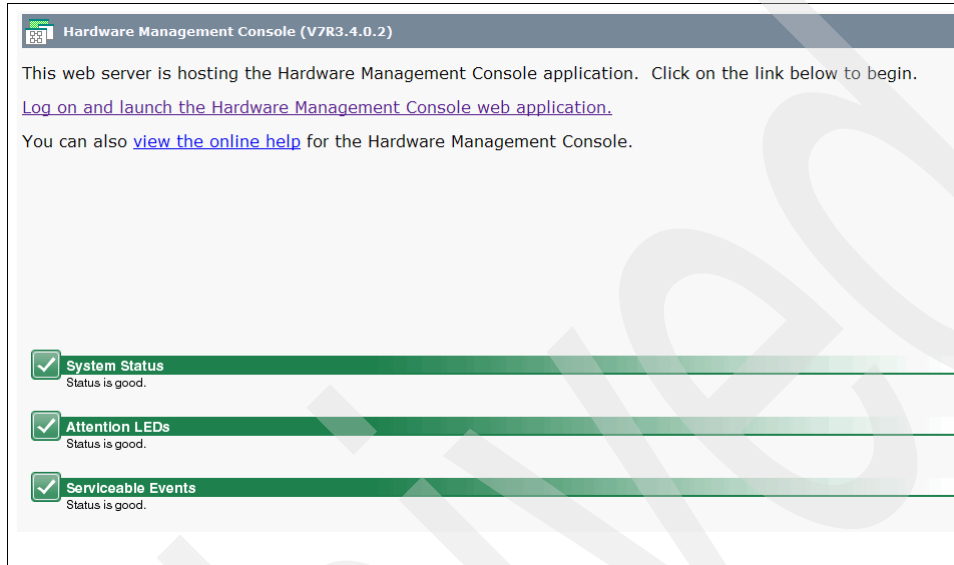 Hardware Management Console (V7R3.4.0.2)
This web server is hosting the Hardware Management Console application. Click on the link below to begin.
Log on and launch the Hardware Management Console web application.
You can also view the online help for the Hardware Management Console.
System Status
Status is good.
Attention LEDs
Status is good.
Serviceable Events
Status is good.